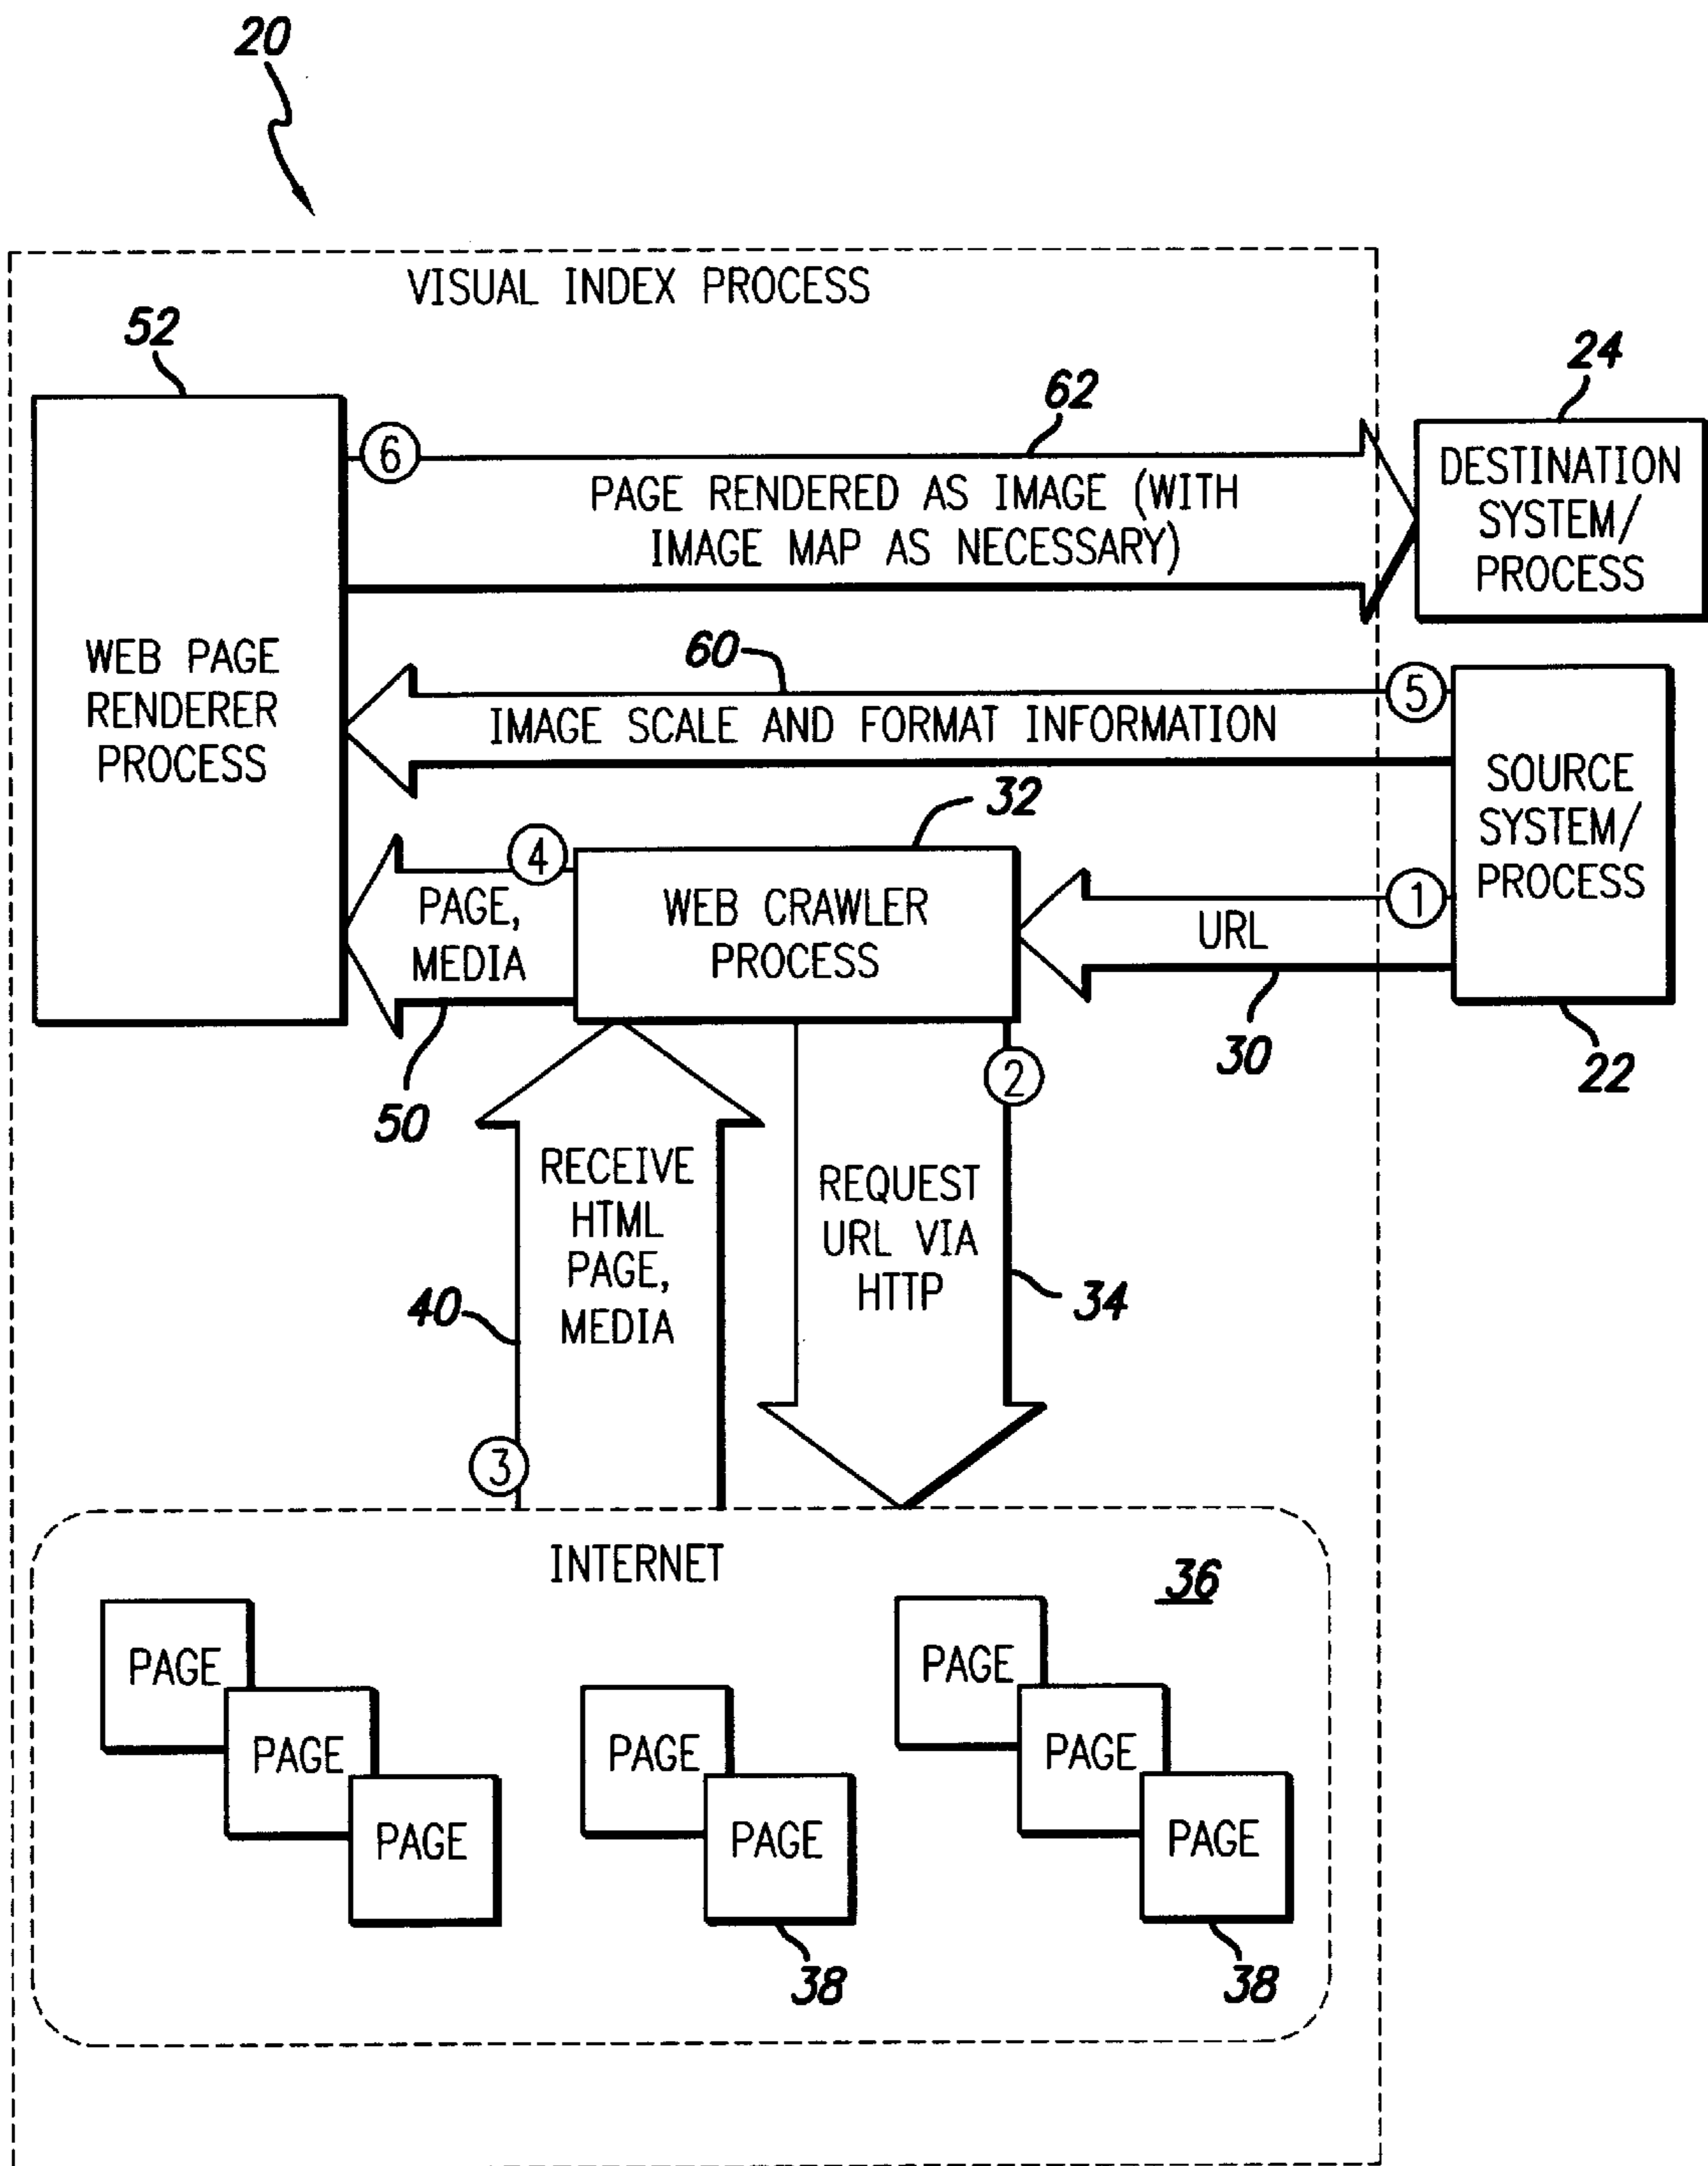 20
VISUAL INDEX PROCESS
52
24
62
6
PAGE RENDERED AS IMAGE (WITH
IMAGE MAP AS NECESSARY)
DESTINATION
SYSTEM/
PROCESS
WEB PAGE
RENDERER
PROCESS
60
5
IMAGE SCALE AND FORMAT INFORMATION
SOURCE
SYSTEM/
PROCESS
32
4
PAGE,
MEDIA
WEB CRAWLER
PROCESS
1
URL
30
22
50
2
RECEIVE
HTML
PAGE,
MEDIA
REQUEST
URL VIA
HTTP
40
34
3
INTERNET
36
PAGE
PAGE
PAGE
PAGE
PAGE
PAGE
PAGE
PAGE
38
38